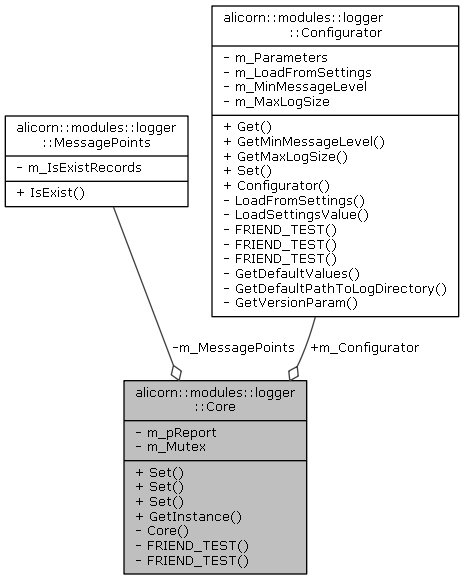 alicorn::modules::logger
::Configurator
- m_Parameters
- m_LoadFromSettings
- m_MinMessageLevel
- m_MaxLogSize
+ Get()
+ GetMinMessageLevel()
+ GetMaxLogSize()
+ Set()
+ Configurator()
- LoadFromSettings()
- LoadSettingsValue()
- FRIEND_TEST()
- FRIEND_TEST()
- FRIEND_TEST()
- GetDefaultValues()
- GetDefaultPathToLogDirectory()
- GetVersionParam()
alicorn::modules::logger
::MessagePoints
- m_IsExistRecords
+ IsExist()
-m_MessagePoints
+m_Configurator
alicorn::modules::logger
::Core
- m_pReport
- m_Mutex
+ Set()
+ Set()
+ Set()
+ GetInstance()
- Core()
- FRIEND_TEST()
- FRIEND_TEST()